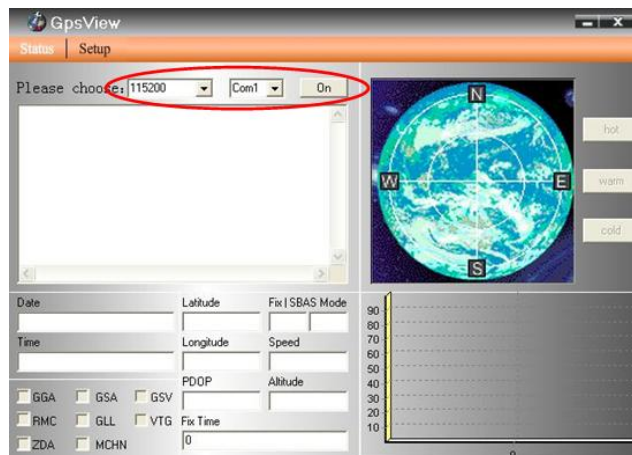 GpsView
Status Setup
Please choose: 115200 Com1 On
N
W E
S
hot
warm
cold
Date Latitude Fix | SBAS Mode
Time Longitude Speed
PDOP Altitude
GGA GSA GSV
RMC GLL VTG Fix Time
ZDA MCHN 0
90
80
70
60
50
40
30
20
10
0